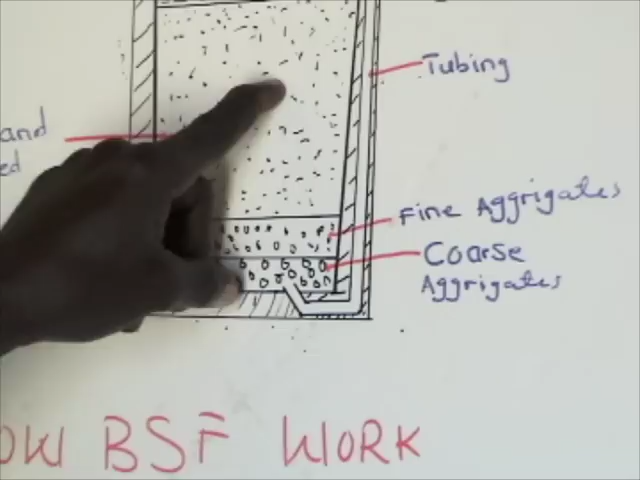 Tubing
and
ed
Fine Aggrigates
Coarse
Aggrigates
OW BSF WORK